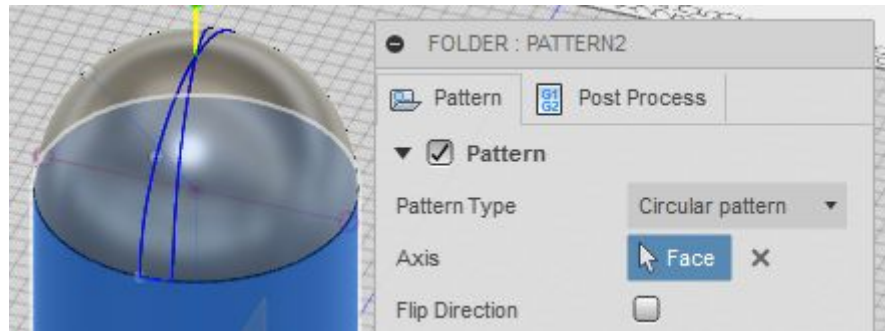 FOLDER : PATTERN2
Pattern
G1 G2 Post Process
Pattern
Pattern Type Circular pattern
Axis Face
Flip Direction